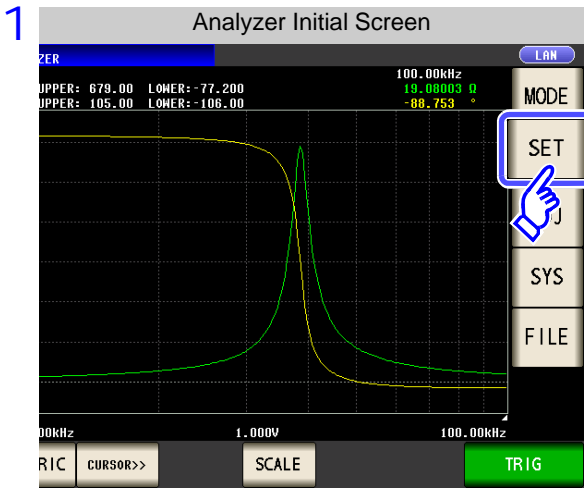 1
Analyzer Initial Screen
ZER
LAN
100.00kHz
UPPER: 679.00 LOWER:-77.200 19.08003 Ω
UPPER: 105.00 LOWER:-106.00 -88.753 °
MODE
SET
J
SYS
FILE
00kHz 1.000V 100.00kHz
RIC CURSOR>> SCALE TRIG